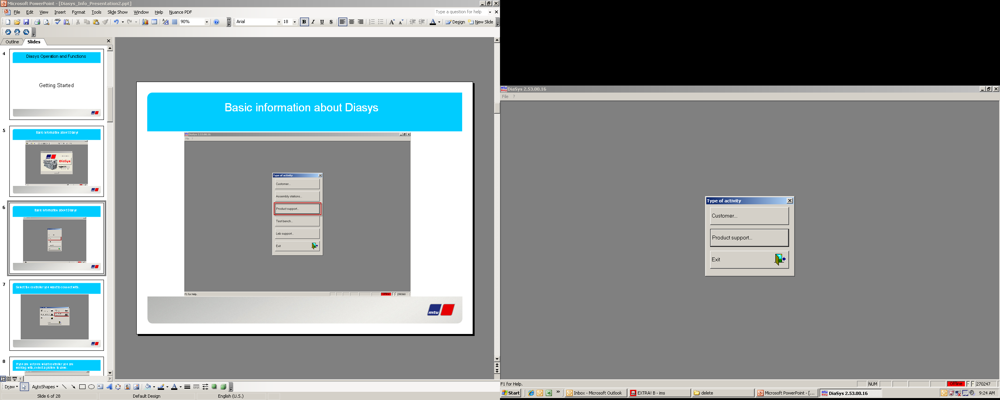 Microsoft PowerPoint - [Diasys_Info_Presentation2.ppt]
File Edit View Insert Format Tools Slide Show Window Help Nuance PDF
Type a question for help
90%
Arial
18
B I U S
Design
New Slide
Outline
Slides
4
Diasys Operation and Functions
Getting Started
5
Basic information about Diasys
DiaSys
6
Basic information about Diasys
7
Select the controller you want to connect with.
8
If you are not sure what controller you are
working with, select a picture to view.
Basic information about Diasys
DiaSys 2.53.00.16
File ?
Type of activity
Customer...
Assembly stations...
Product support...
Test bench...
Lab support...
Exit
F1 for Help.
Offline
- -
290360
mtu
Draw
AutoShapes
Slide 6 of 28
Default Design
English (U.S.)
DiaSys 2.53.00.16
File ?
Type of activity
Customer...
Product support...
Exit
F1 for Help.
NUM
Offline
- -
270247
Start
Inbox - Microsoft Outlook
EXTRA! B - ims
delete
Microsoft PowerPoint - [...
DiaSys 2.53.00.16
9:24 AM